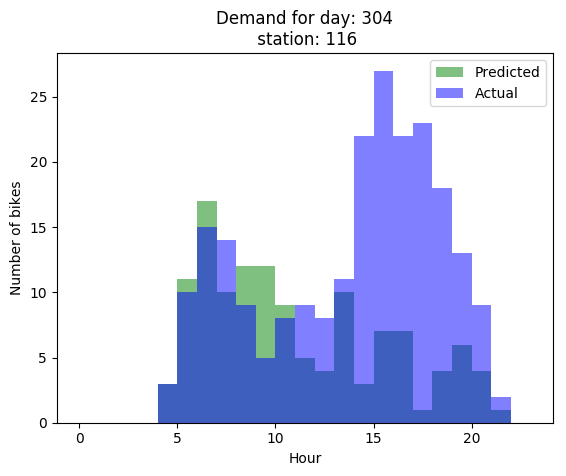 Demand for day: 304
station: 116
Predicted
Actual
Number of bikes
25
20
15
10
5
0
0 5 10 15 20
Hour